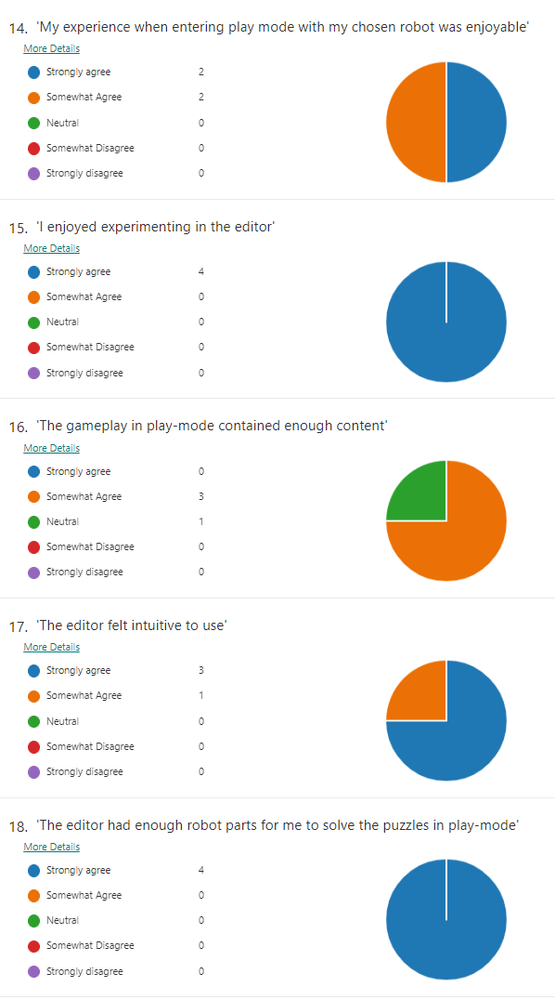 14. 'My experience when entering play mode with my chosen robot was enjoyable'
More Details
Strongly agree 2
Somewhat Agree 2
Neutral 0
Somewhat Disagree 0
Strongly disagree 0
15. 'I enjoyed experimenting in the editor'
More Details
Strongly agree 4
Somewhat Agree 0
Neutral 0
Somewhat Disagree 0
Strongly disagree 0
16. 'The gameplay in play-mode contained enough content'
More Details
Strongly agree 0
Somewhat Agree 3
Neutral 1
Somewhat Disagree 0
Strongly disagree 0
17. 'The editor felt intuitive to use'
More Details
Strongly agree 3
Somewhat Agree 1
Neutral 0
Somewhat Disagree 0
Strongly disagree 0
18. 'The editor had enough robot parts for me to solve the puzzles in play-mode'
More Details
Strongly agree 4
Somewhat Agree 0
Neutral 0
Somewhat Disagree 0
Strongly disagree 0